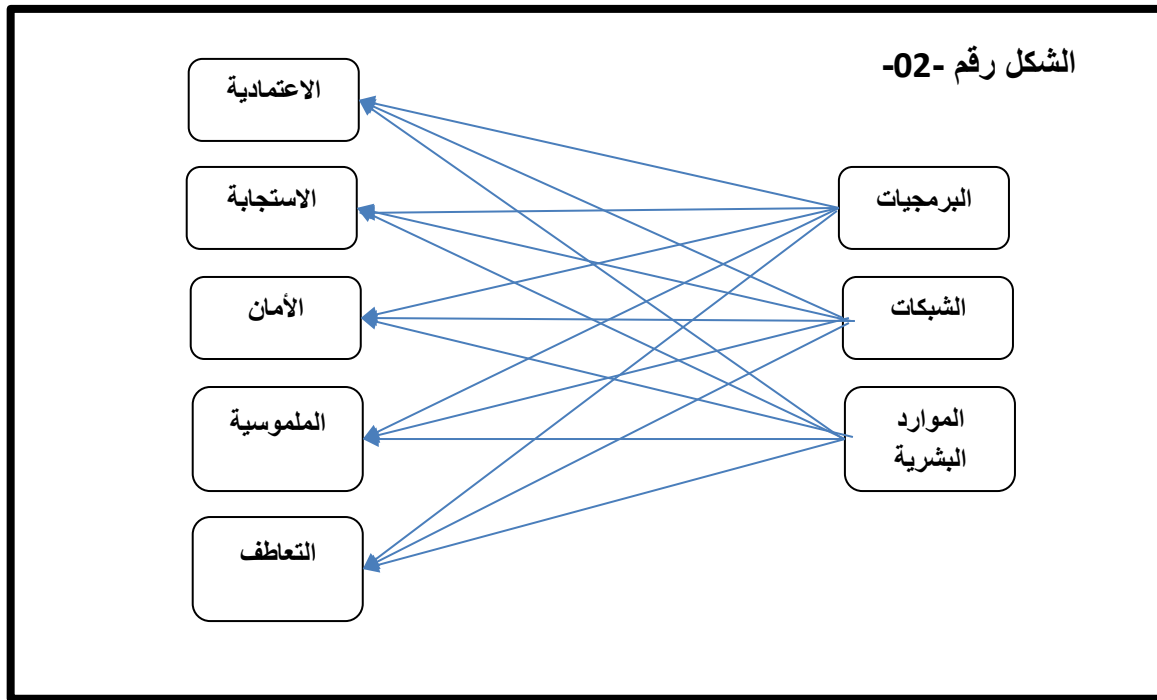 الشكل رقم -02-
البرمجيات
الشبكات
الموارد
البشرية
الاعتمادية
الاستجابة
الأمان
الملموسية
التعاطف